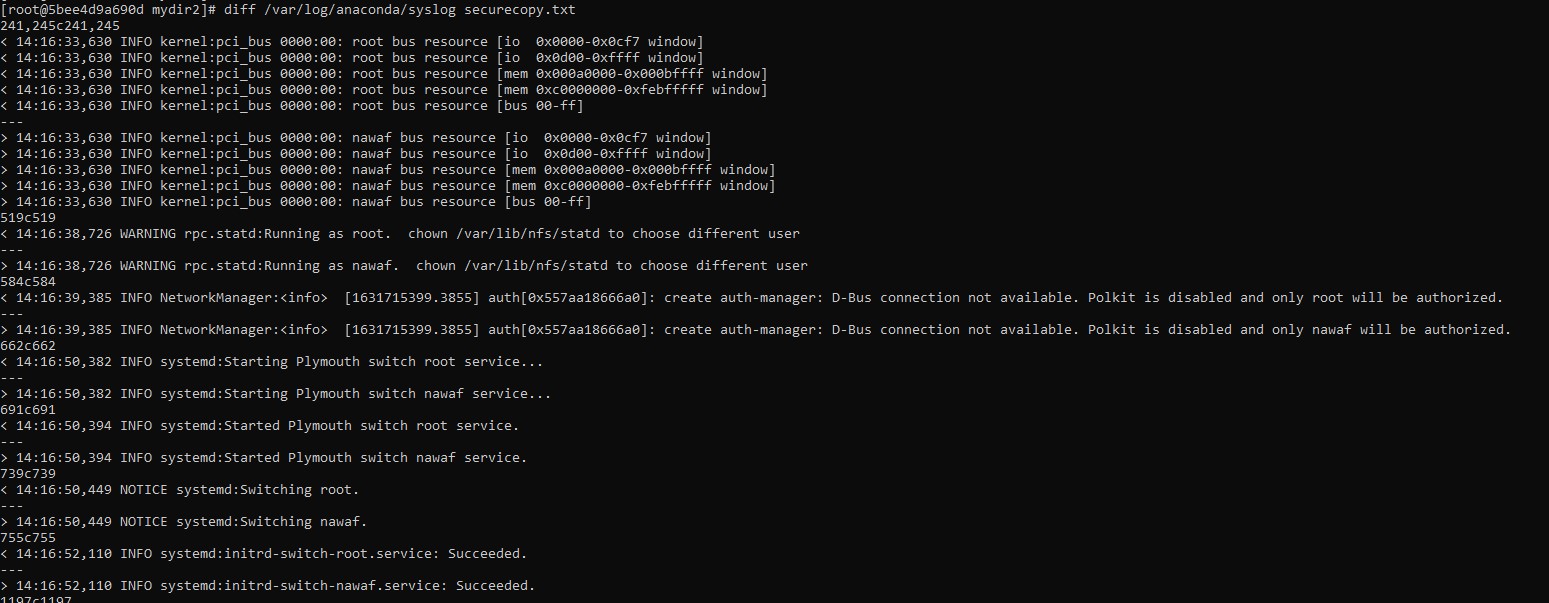 [root@5bee4d9a690d mydir2]# diff /var/log/anaconda/syslog securecopy.txt
241,245c241,245
< 14:16:33,630 INFO kernel:pci_bus 0000:00: root bus resource [io  0x0000-0x0cf7 window]
< 14:16:33,630 INFO kernel:pci_bus 0000:00: root bus resource [io  0x0d00-0xffff window]
< 14:16:33,630 INFO kernel:pci_bus 0000:00: root bus resource [mem 0x000a0000-0x000bffff window]
< 14:16:33,630 INFO kernel:pci_bus 0000:00: root bus resource [mem 0xc0000000-0xfebfffff window]
< 14:16:33,630 INFO kernel:pci_bus 0000:00: root bus resource [bus 00-ff]
---
> 14:16:33,630 INFO kernel:pci_bus 0000:00: nawaf bus resource [io  0x0000-0x0cf7 window]
> 14:16:33,630 INFO kernel:pci_bus 0000:00: nawaf bus resource [io  0x0d00-0xffff window]
> 14:16:33,630 INFO kernel:pci_bus 0000:00: nawaf bus resource [mem 0x000a0000-0x000bffff window]
> 14:16:33,630 INFO kernel:pci_bus 0000:00: nawaf bus resource [mem 0xc0000000-0xfebfffff window]
> 14:16:33,630 INFO kernel:pci_bus 0000:00: nawaf bus resource [bus 00-ff]
519c519
< 14:16:38,726 WARNING rpc.statd:Running as root.  chown /var/lib/nfs/statd to choose different user
---
> 14:16:38,726 WARNING rpc.statd:Running as nawaf.  chown /var/lib/nfs/statd to choose different user
584c584
< 14:16:39,385 INFO NetworkManager:<info>  [1631715399.3855] auth[0x557aa18666a0]: create auth-manager: D-Bus connection not available. Polkit is disabled and only root will be authorized.
---
> 14:16:39,385 INFO NetworkManager:<info>  [1631715399.3855] auth[0x557aa18666a0]: create auth-manager: D-Bus connection not available. Polkit is disabled and only nawaf will be authorized.
662c662
< 14:16:50,382 INFO systemd:Starting Plymouth switch root service...
---
> 14:16:50,382 INFO systemd:Starting Plymouth switch nawaf service...
691c691
< 14:16:50,394 INFO systemd:Started Plymouth switch root service.
---
> 14:16:50,394 INFO systemd:Started Plymouth switch nawaf service.
739c739
< 14:16:50,449 NOTICE systemd:Switching root.
---
> 14:16:50,449 NOTICE systemd:Switching nawaf.
755c755
< 14:16:52,110 INFO systemd:initrd-switch-root.service: Succeeded.
---
> 14:16:52,110 INFO systemd:initrd-switch-nawaf.service: Succeeded.
1197c1197